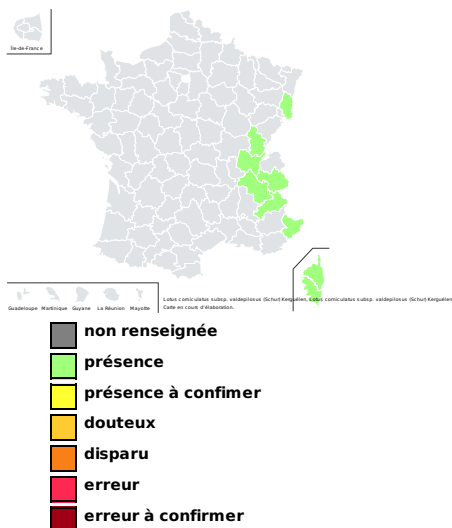 Île-de-France
Guadeloupe Martinique Guyane La Réunion Mayotte
Lotus corniculatus subsp. valdepilosus (Schur) Kerguélen, Lotus corniculatus subsp. valdepilosus (Schur) Kerguélen
Carte en cours d'élaboration.
non renseignée
présence
présence à confimer
douteux
disparu
erreur
erreur à confirmer